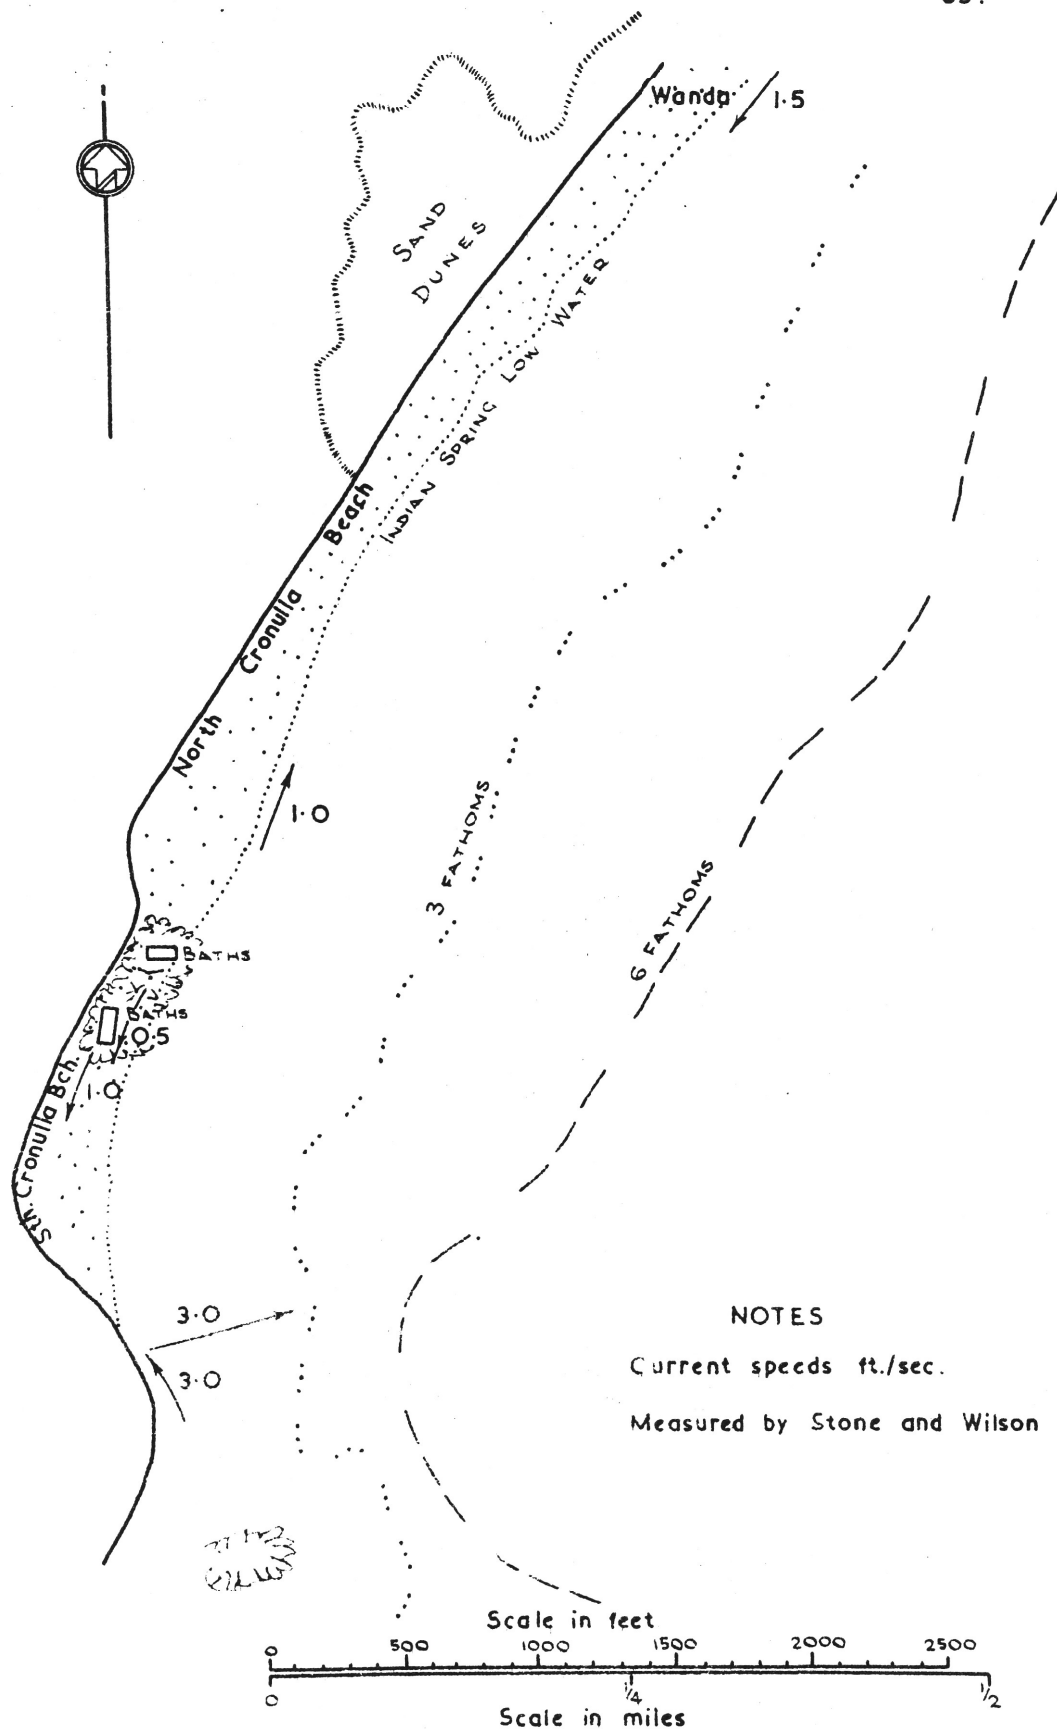 Wanda
1.5
SAND
DUNES
INDIAN SPRING LOW WATER
North Cronulla Beach
1.0
3 FATHOMS
6 FATHOMS
BATHS
BATHS
0.5
1.0
Sth. Cronulla Bch.
3.0
3.0
NOTES
Current speeds ft./sec.
Measured by Stone and Wilson
Scale in feet
0 500 1000 1500 2000 2500
0 1/4 1/2
Scale in miles